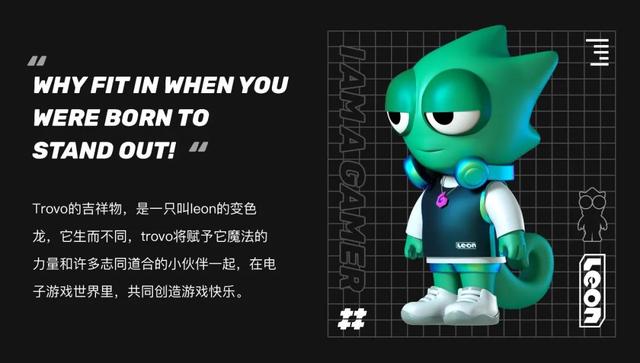 WHY FIT IN WHEN YOU
WERE BORN TO
STAND OUT!
Trovo的吉祥物，是一只叫leon的变色
龙，它生而不同，trovo将赋予它魔法的
力量和许多志同道合的小伙伴一起，在电
子游戏世界里，共同创造游戏快乐。
I AM A GAMER
Leon
Leon
##